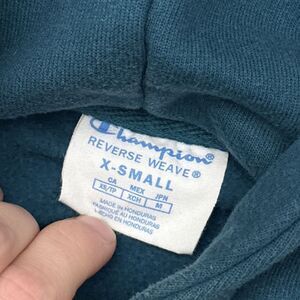 Champion®
REVERSE WEAVE®
X-SMALL
CA MEX JPN
XS/TP XCH M
MADE IN HONDURAS
FABRIQUÉ AU HONDURAS
HECHO EN HONDURAS